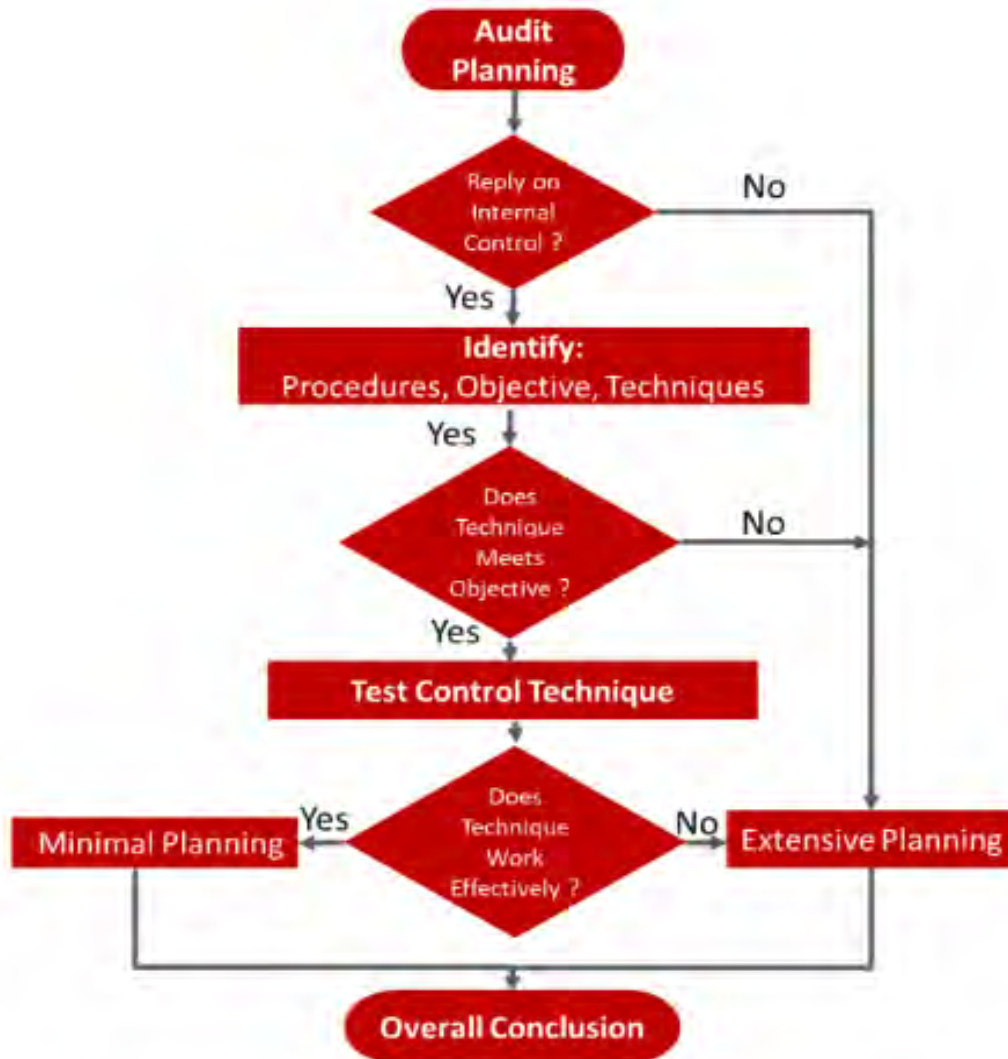 Audit
Planning
Reply on
Internal
Control ?
No
Yes
Identify:
Procedures, Objective, Techniques
Yes
Does
Technique
Meets
Objective ?
No
Yes
Test Control Technique
Does
Technique
Work
Effectively ?
Yes
No
Minimal Planning
Extensive Planning
Overall Conclusion